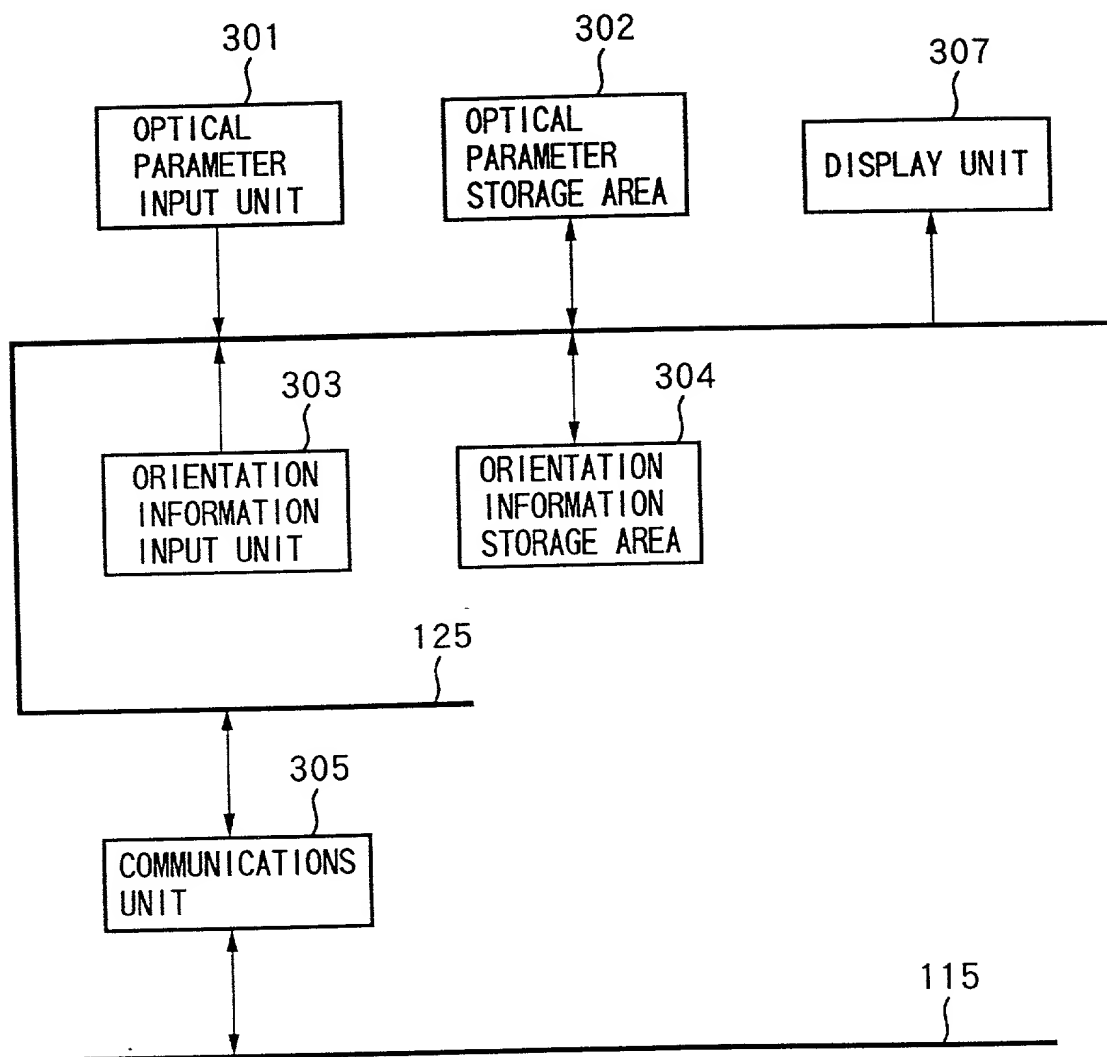 301
302
307
OPTICAL
PARAMETER
INPUT UNIT
OPTICAL
PARAMETER
STORAGE AREA
DISPLAY UNIT
303
304
ORIENTATION
INFORMATION
INPUT UNIT
ORIENTATION
INFORMATION
STORAGE AREA
125
305
COMMUNICATIONS
UNIT
115